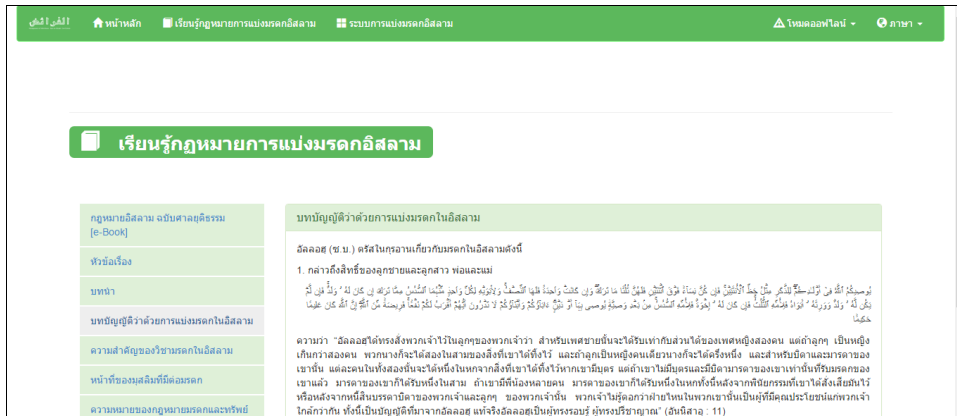 الفرائض หน้าหลัก เรียนรู้กฎหมายการแบ่งมรดกอิสลาม ระบบการแบ่งมรดกอิสลาม โหมดออฟไลน์ ภาษา
เรียนรู้กฎหมายการแบ่งมรดกอิสลาม
กฎหมายอิสลาม ฉบับศาลยุติธรรม
[e-Book]
หัวข้อเรื่อง
บทนำ
บทบัญญัติว่าด้วยการแบ่งมรดกในอิสลาม
ความสำคัญของวิชามรดกในอิสลาม
หน้าที่ของมุสลิมที่มีต่อมรดก
ความหมายของกฎหมายมรดกและทรัพย์
บทบัญญัติว่าด้วยการแบ่งมรดกในอิสลาม
อัลลอฮฺ (ซ.บ.) ตรัสในกุรอานเกี่ยวกับมรดกในอิสลามดังนี้
1. กล่าวถึงสิทธิ์ของลูกชายและลูกสาว พ่อและแม่
ความว่า "อัลลอฮฺได้ทรงสั่งพวกเจ้าไว้ในลูกๆของพวกเจ้าว่า สำหรับเพศชายนั้นจะได้รับเท่ากับส่วนได้ของเพศหญิงสองคน แต่ถ้าลูกๆ เป็นหญิง
เกินกว่าสองคน พวกนางก็จะได้สองในสามของสิ่งที่เขาได้ทิ้งไว้ และถ้าลูกเป็นหญิงคนเดียวนางก็จะได้ครึ่งหนึ่ง และสำหรับบิดาและมารดาของ
เขานั้น แต่ละคนในทั้งสองนั้นจะได้หนึ่งในหกจากสิ่งที่เขาได้ทิ้งไว้หากเขามีบุตร แต่ถ้าเขาไม่มีบุตรและมีบิดามารดาของเขาเท่านั้นที่รับมรดกของ
เขาแล้ว มารดาของเขาก็ได้รับหนึ่งในสาม ถ้าเขามีพี่น้องหลายคน มารดาของเขาก็ได้รับหนึ่งในหกทั้งนี้หลังจากพินัยกรรมที่เขาได้สั่งเสียมันไว้
หรือหลังจากหนี้สินบรรดาบิดาของพวกเจ้าและลูกๆ ของพวกเจ้านั้น พวกเจ้าไม่รู้ดอกว่าฝ่ายไหนในพวกเขานั้นเป็นผู้ที่มีคุณประโยชน์แก่พวกเจ้า
ใกล้กว่ากัน ทั้งนี้เป็นบัญญัติที่มาจากอัลลอฮฺ แท้จริงอัลลอฮฺเป็นผู้ทรงรอบรู้ ผู้ทรงปรีชาญาณ" (อันนิสาอฺ : 11)